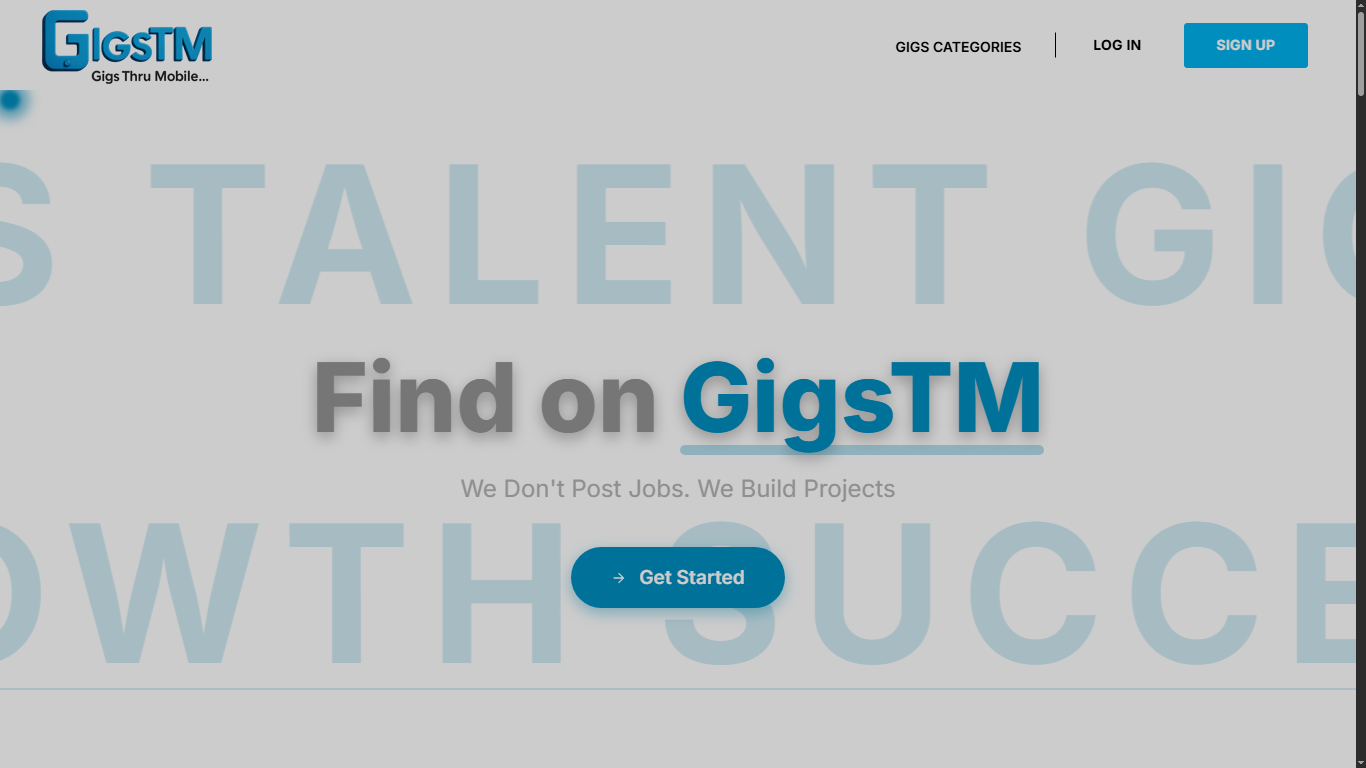 GIGSTM
Gigs Thru Mobile...
GIGS CATEGORIES
LOG IN
SIGN UP
S TALENT GIG
Find on GigsTM
We Don't Post Jobs. We Build Projects
OWTH SUCCE
Get Started